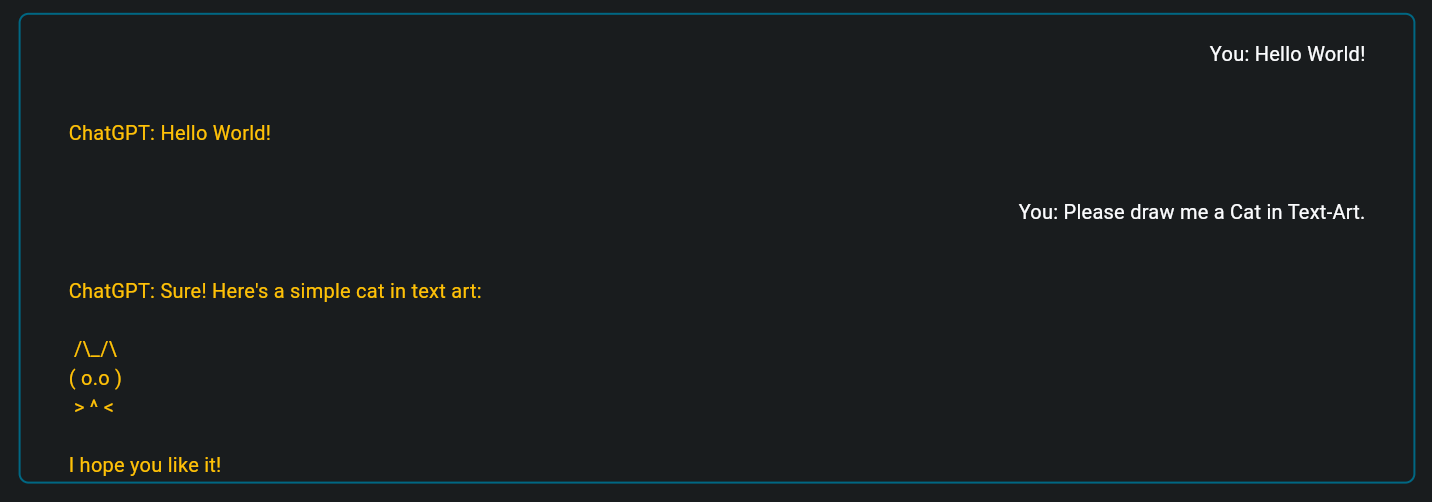 You: Hello World!
ChatGPT: Hello World!
You: Please draw me a Cat in Text-Art.
ChatGPT: Sure! Here's a simple cat in text art:
 /\_/\
( o.o )
 > ^ <
I hope you like it!